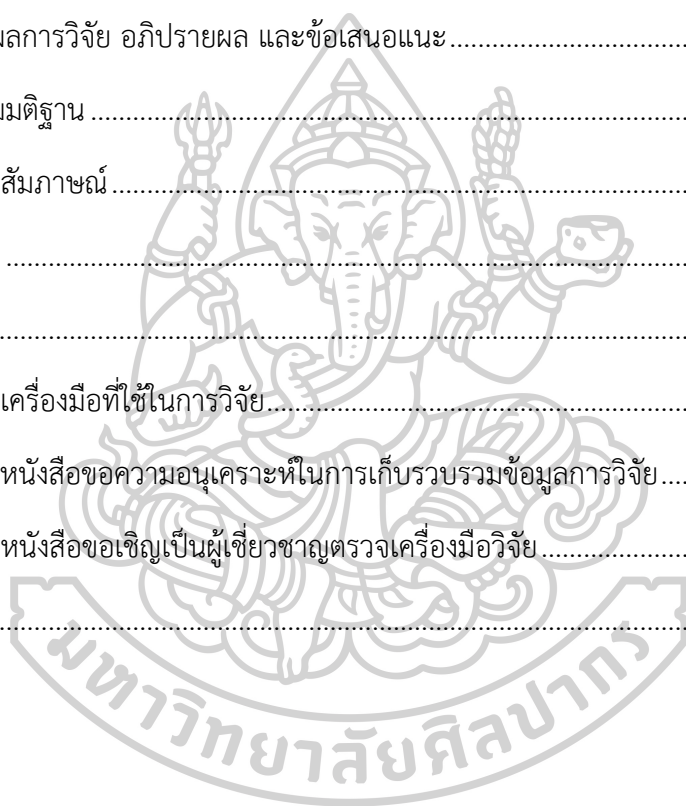 ผลการวิจัย อภิปรายผล และข้อเสนอแนะ................................
มติฐาน................................
สัมภาษณ์................................
................................
................................
เครื่องมือที่ใช้ในการวิจัย................................
หนังสือขอความอนุเคราะห์ในการเก็บรวบรวมข้อมูลการวิจัย....
หนังสือขอเชิญเป็นผู้เชี่ยวชาญตรวจเครื่องมือวิจัย................................
................................
มหาวิทยาลัยศิลปากร